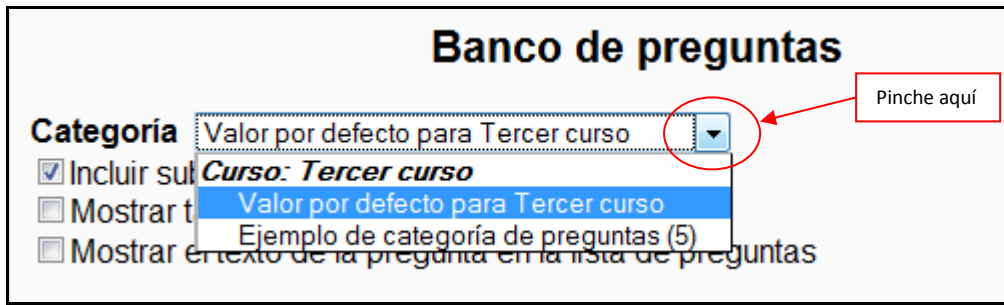 Banco de preguntas
Pinche aquí
Categoría Valor por defecto para Tercer curso
Incluir sub Curso: Tercer curso
Mostrar t Valor por defecto para Tercer curso
Ejemplo de categoría de preguntas (5)
Mostrar el texto de la pregunta en la lista de preguntas